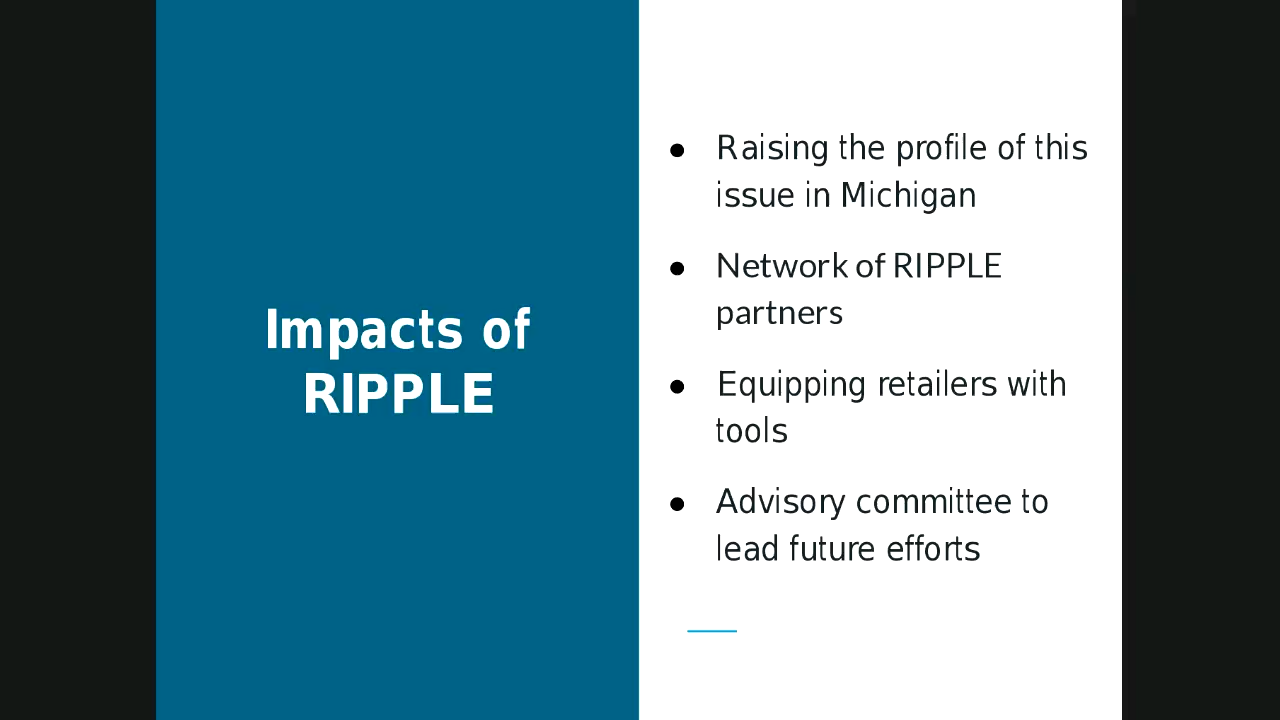 Impacts of
RIPPLE
● Raising the profile of this
issue in Michigan
● Network of RIPPLE
partners
● Equipping retailers with
tools
● Advisory committee to
lead future efforts